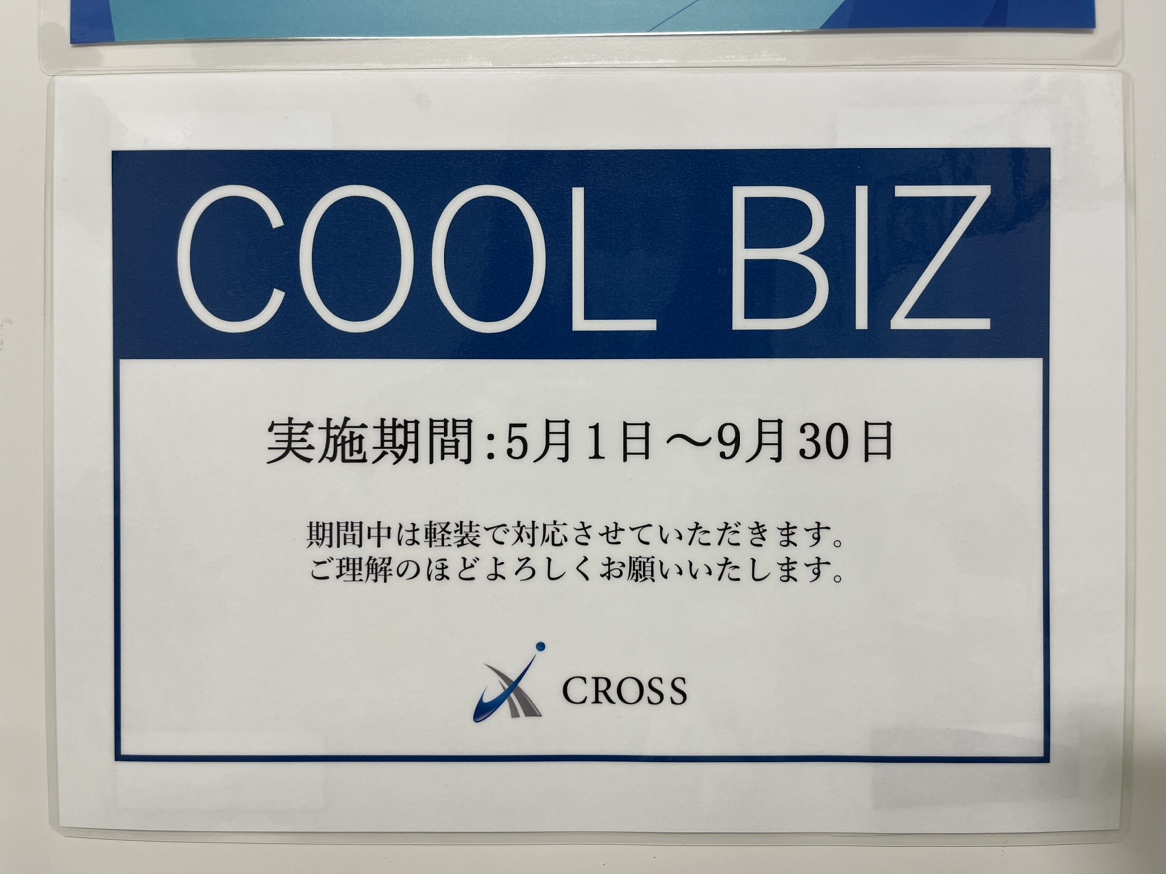 COOL BIZ
実施期間:5月1日～9月30日
期間中は軽装で対応させていただきます。
ご理解のほどよろしくお願いいたします。
CROSS